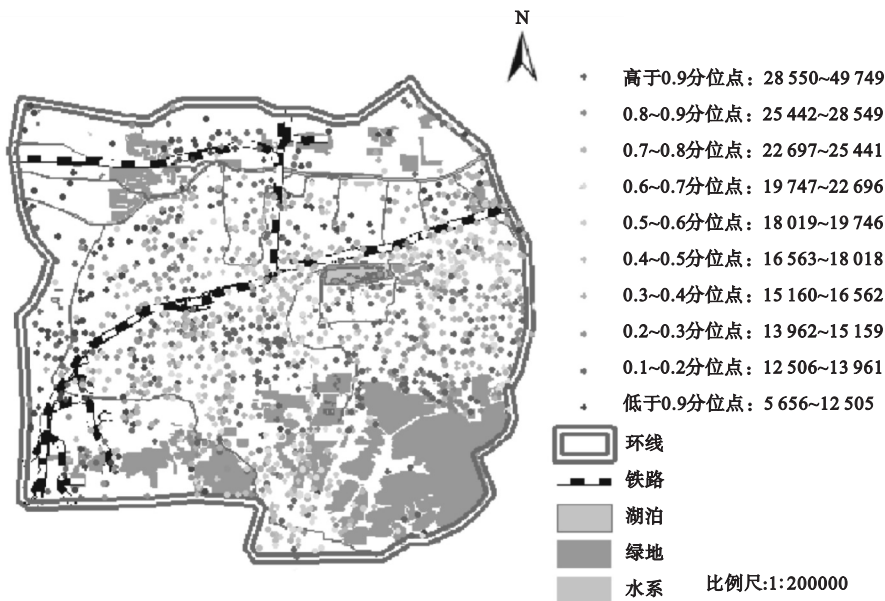 N
高于0.9分位点：28 550~49 749
0.8~0.9分位点：25 442~28 549
0.7~0.8分位点：22 697~25 441
0.6~0.7分位点：19 747~22 696
0.5~0.6分位点：18 019~19 746
0.4~0.5分位点：16 563~18 018
0.3~0.4分位点：15 160~16 562
0.2~0.3分位点：13 962~15 159
0.1~0.2分位点：12 506~13 961
低于0.9分位点：5 656~12 505
环线
铁路
湖泊
绿地
水系 比例尺:1:200000